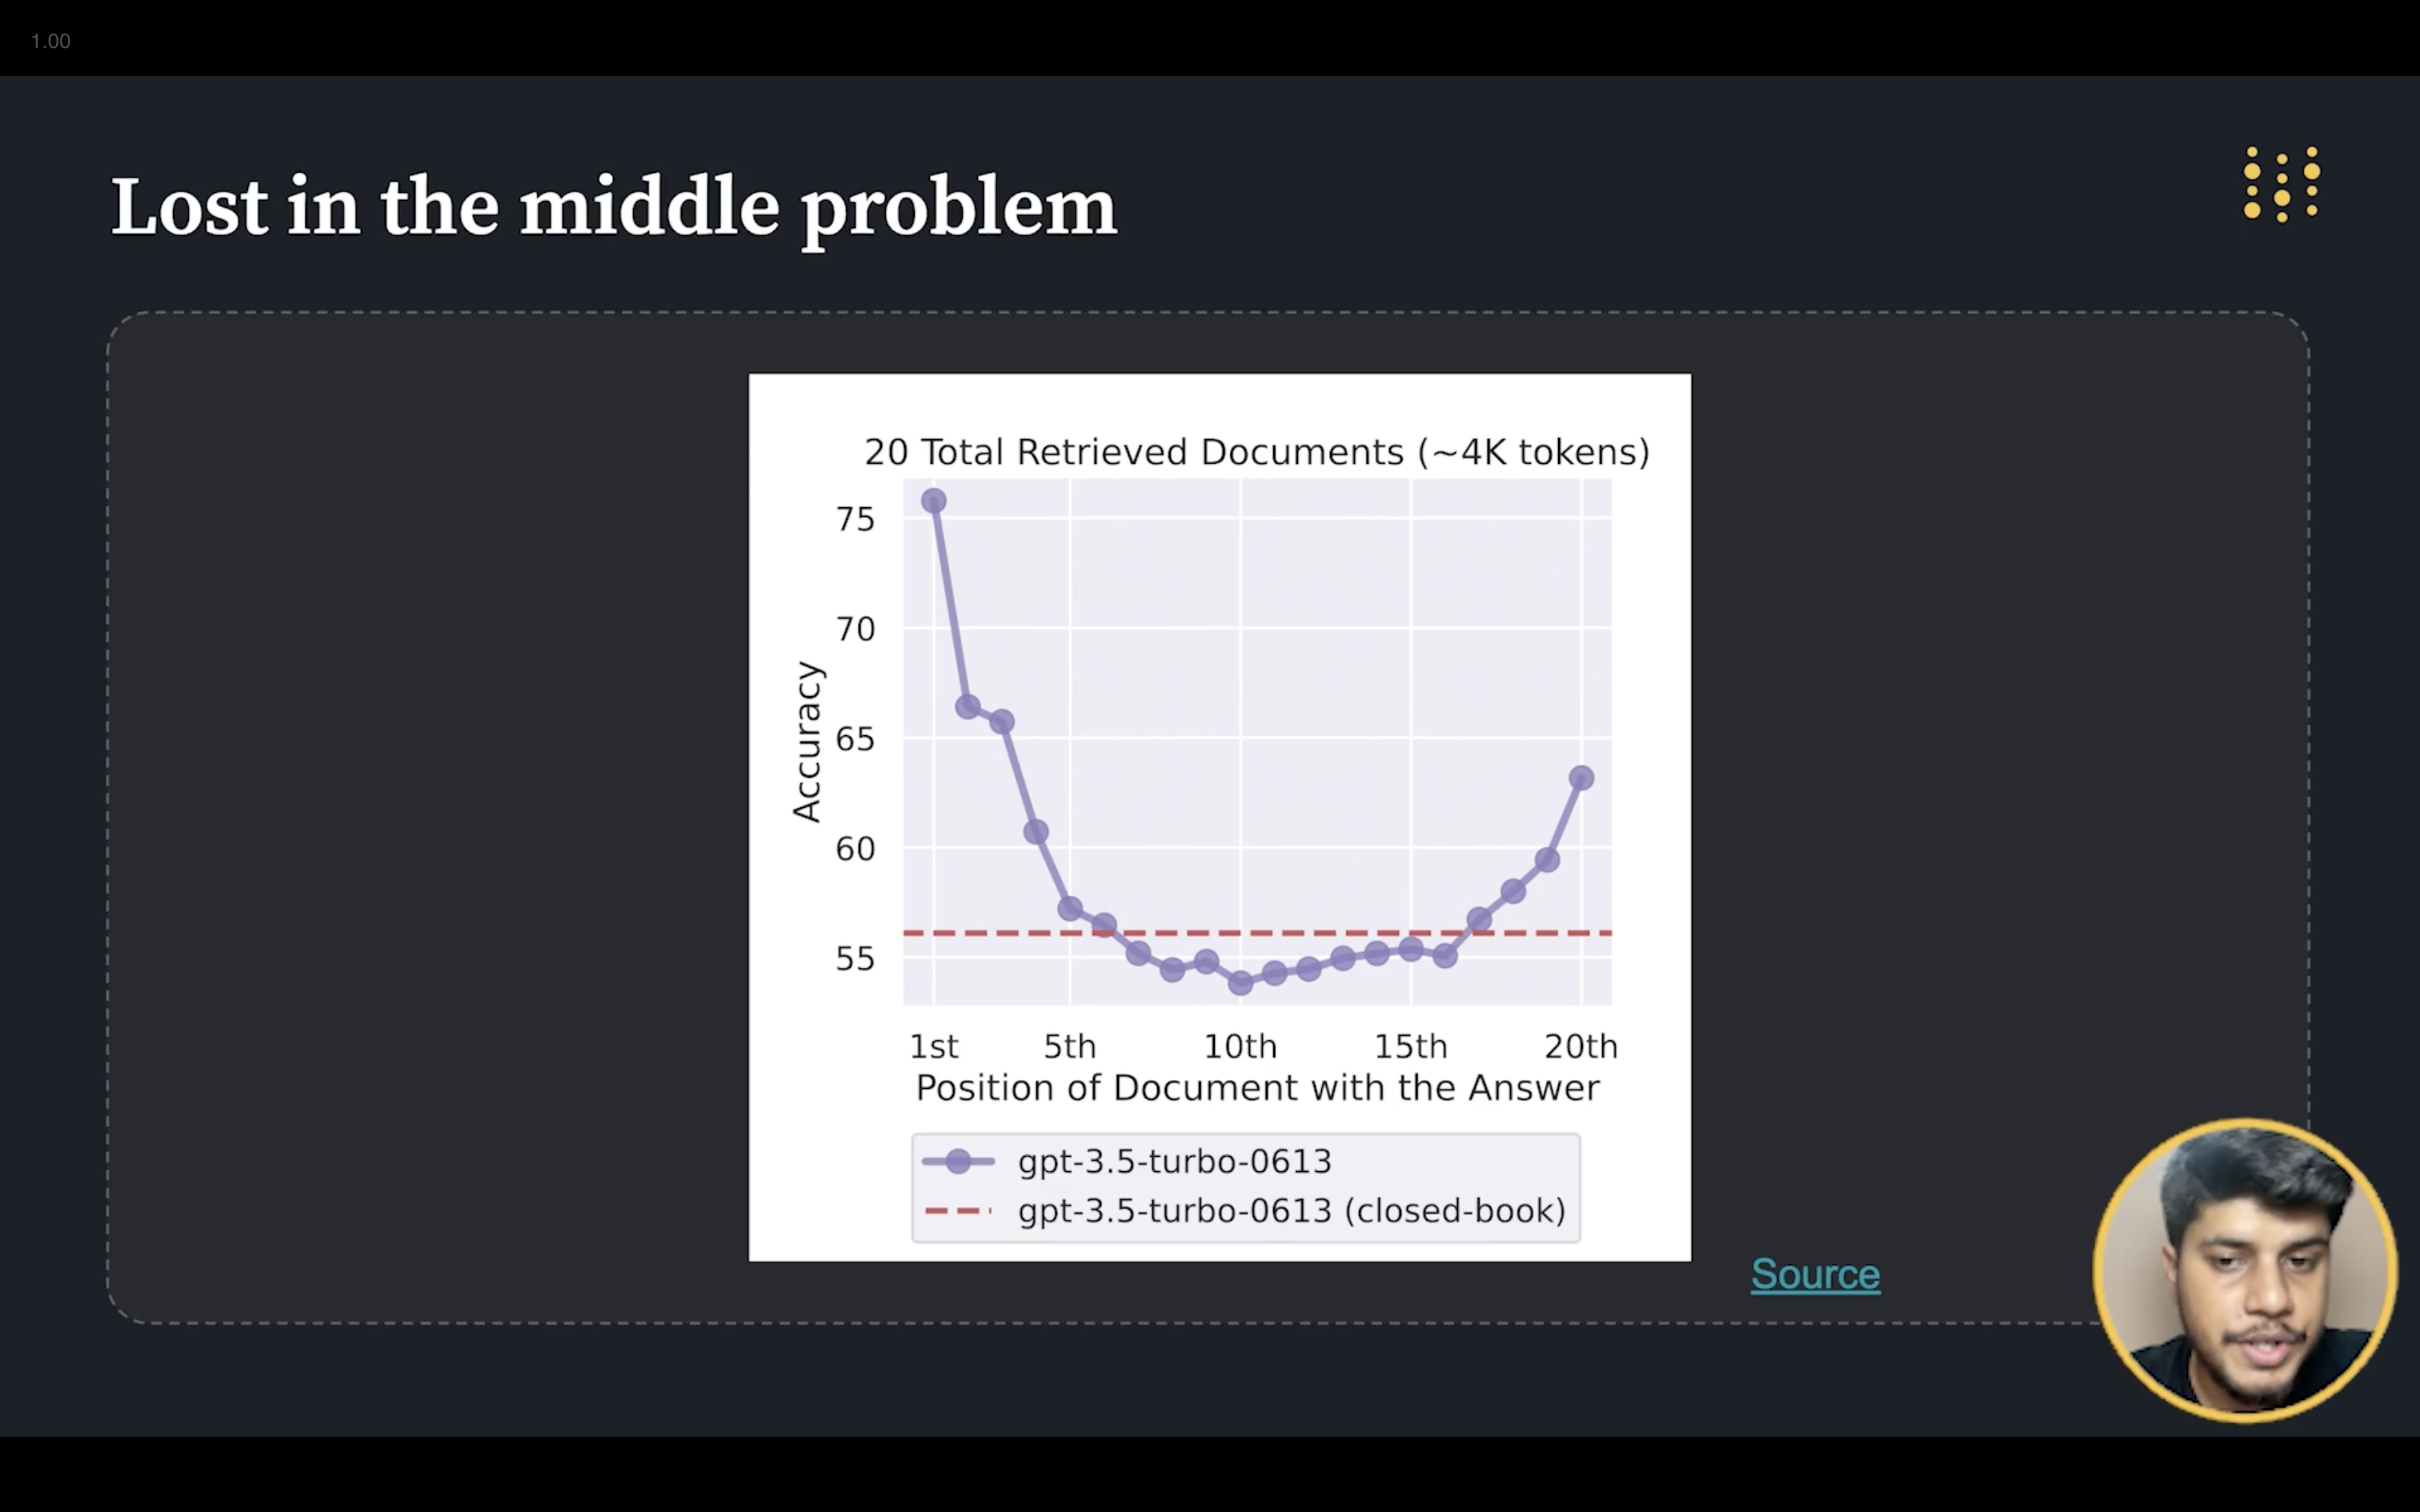 1.00
Lost in the middle problem
20 Total Retrieved Documents (~4K tokens)
75
70
65
60
55
Accuracy
1st 5th 10th 15th 20th
Position of Document with the Answer
gpt-3.5-turbo-0613
gpt-3.5-turbo-0613 (closed-book)
Source